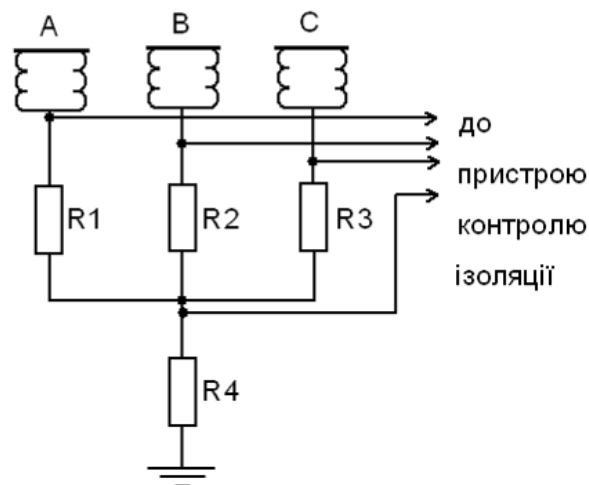 A B C
до
пристрою
R1 R2 R3
контролю
ізоляції
R4